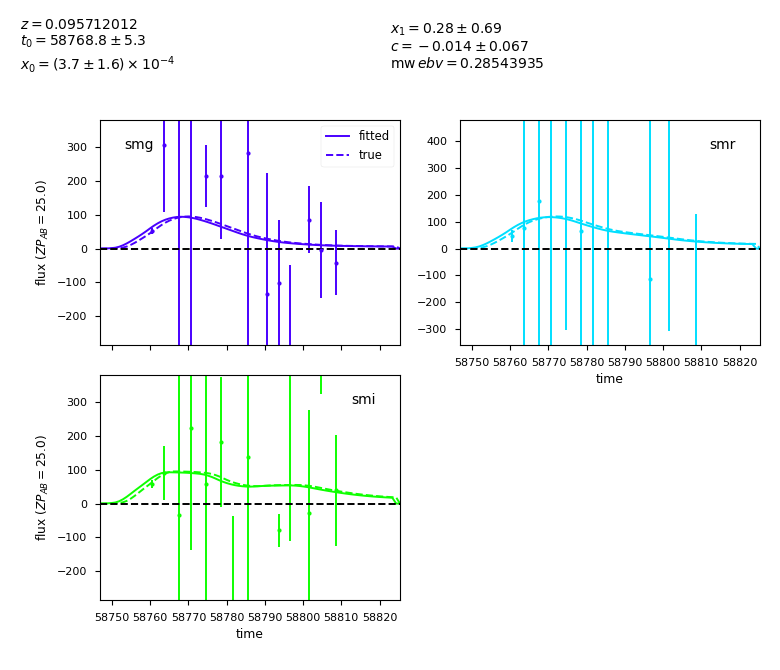 z = 0.095712012
t₀ = 58768.8 ± 5.3
x₀ = (3.7 ± 1.6) × 10⁻⁴
x₁ = 0.28 ± 0.69
c = −0.014 ± 0.067
mw ebv = 0.28543935
smg
fitted
true
300
200
100
0
−100
−200
flux (ZP_AB = 25.0)
smr
400
300
200
100
0
−100
−200
−300
58750 58760 58770 58780 58790 58800 58810 58820
time
smi
300
200
100
0
−100
−200
flux (ZP_AB = 25.0)
58750 58760 58770 58780 58790 58800 58810 58820
time